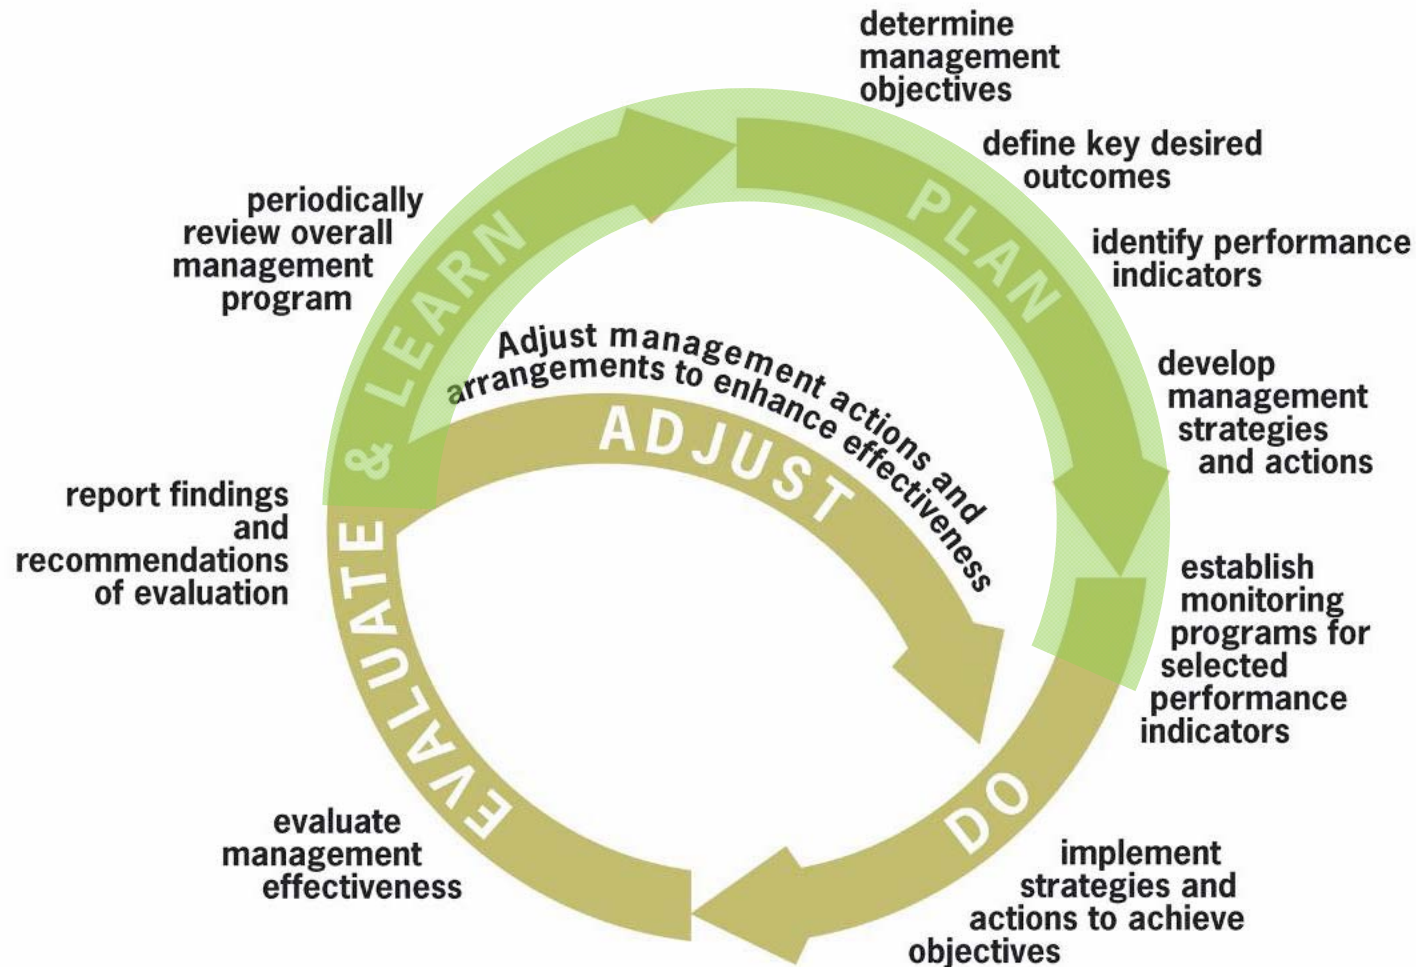 determine
management
objectives
define key desired
outcomes
identify performance
indicators
develop
management
strategies
and actions
establish
monitoring
programs for
selected
performance
indicators
implement
strategies and
actions to achieve
objectives
evaluate
management
effectiveness
report findings
and
recommendations
of evaluation
periodically
review overall
management
program
PLAN
DO
EVALUATE & LEARN
Adjust management actions and
arrangements to enhance effectiveness
ADJUST